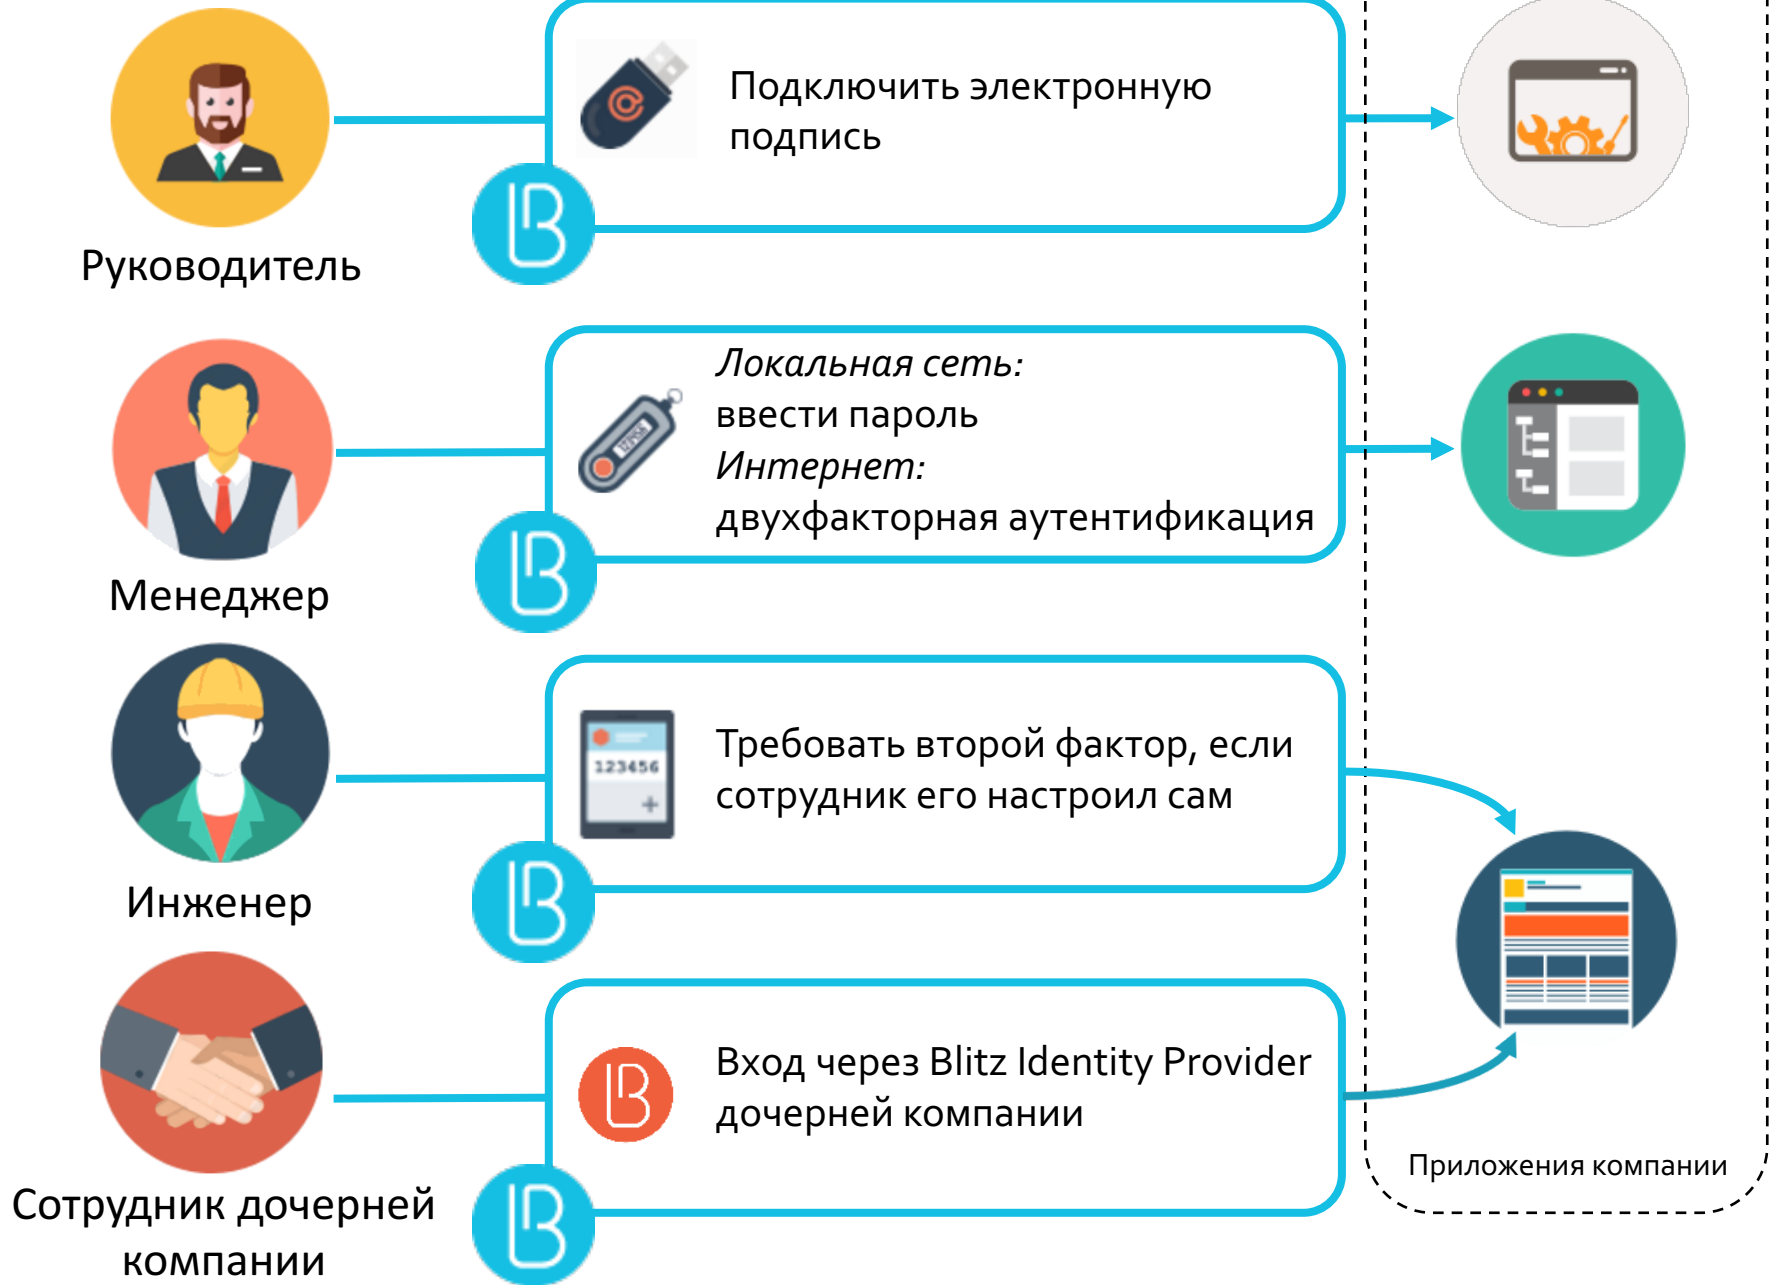 Подключить электронную
подпись
Руководитель
Локальная сеть:
ввести пароль
Интернет:
двухфакторная аутентификация
Менеджер
Требовать второй фактор, если
сотрудник его настроил сам
123456
Инженер
Вход через Blitz Identity Provider
дочерней компании
Приложения компании
Сотрудник дочерней
компании